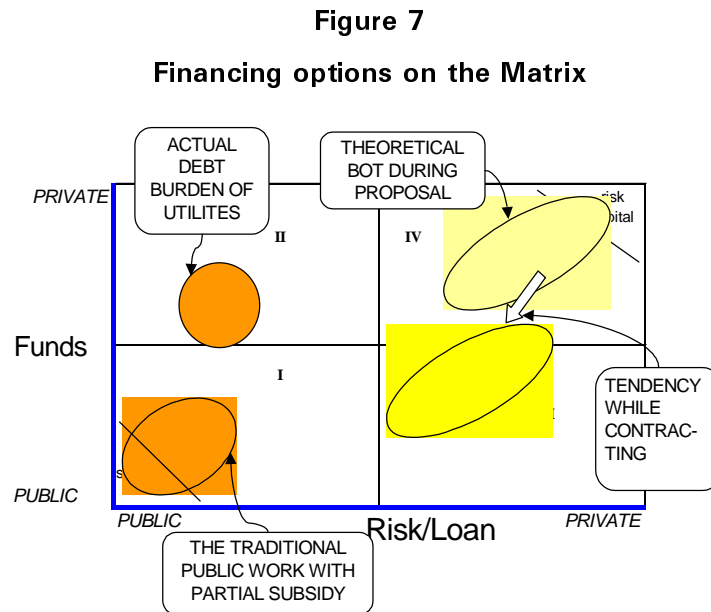 Figure 7
Financing options on the Matrix
ACTUAL
DEBT
BURDEN OF
UTILITES
THEORETICAL
BOT DURING
PROPOSAL
PRIVATE
II
IV
risk
Funds
I
TENDENCY
WHILE
CONTRAC-
TING
PUBLIC
PUBLIC
Risk/Loan
PRIVATE
THE TRADITIONAL
PUBLIC WORK WITH
PARTIAL SUBSIDY